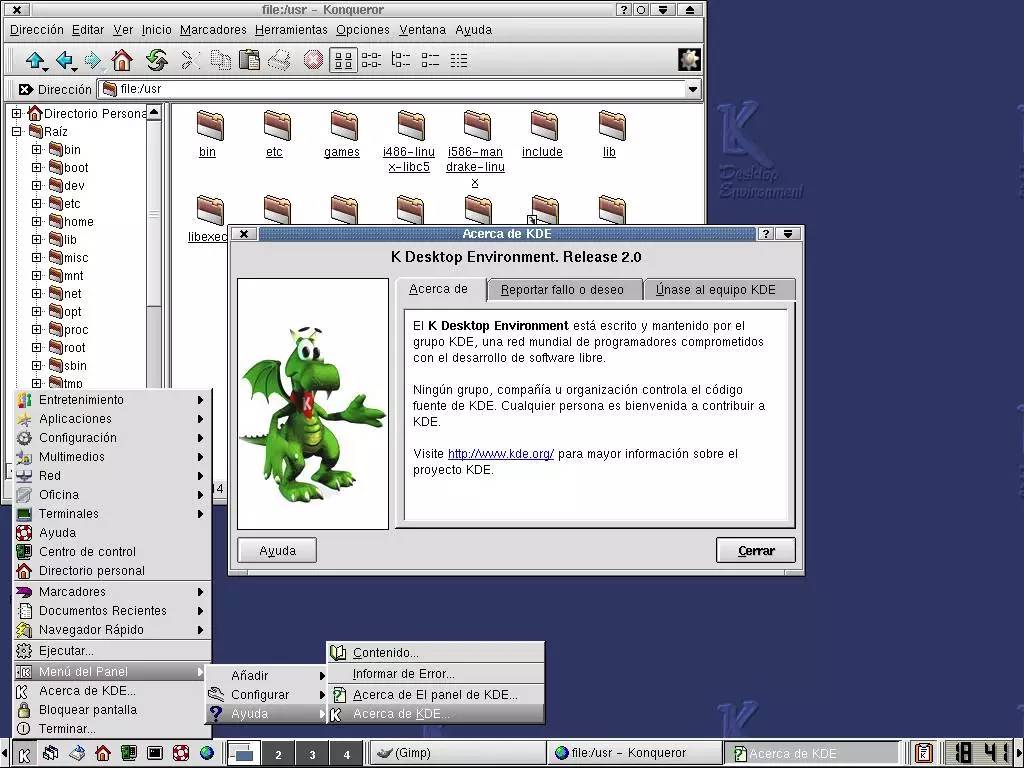 file:/usr - Konqueror
Dirección Editar Ver Inicio Marcadores Herramientas Opciones Ventana Ayuda
Dirección file:/usr
Directorio Persona
Raíz
bin
boot
dev
etc
home
lib
misc
mnt
net
opt
proc
root
sbin
tmp
bin etc games i486-linu i586-man include lib
x-libc5 drake-linu
x
libexec
K
Desktop
Environment
Acerca de KDE
K Desktop Environment. Release 2.0
Acerca de Reportar fallo o deseo Únase al equipo KDE
El K Desktop Environment está escrito y mantenido por el
grupo KDE, una red mundial de programadores comprometidos
con el desarrollo de software libre.
Ningún grupo, compañía u organización controla el código
fuente de KDE. Cualquier persona es bienvenida a contribuir a
KDE.
Visite http://www.kde.org/ para mayor información sobre el
proyecto KDE.
Ayuda Cerrar
14
Entretenimiento
Aplicaciones
Configuración
Multimedios
Red
Oficina
Terminales
Ayuda
Centro de control
Directorio personal
Marcadores
Documentos Recientes
Navegador Rápido
Ejecutar...
Menú del Panel
Acerca de KDE...
Bloquear pantalla
Terminar...
Añadir
Configurar
Ayuda
Contenido...
Informar de Error...
Acerca de El panel de KDE...
Acerca de KDE...
2 3 4 (Gimp) file:/usr - Konqueror Acerca de KDE 18 41